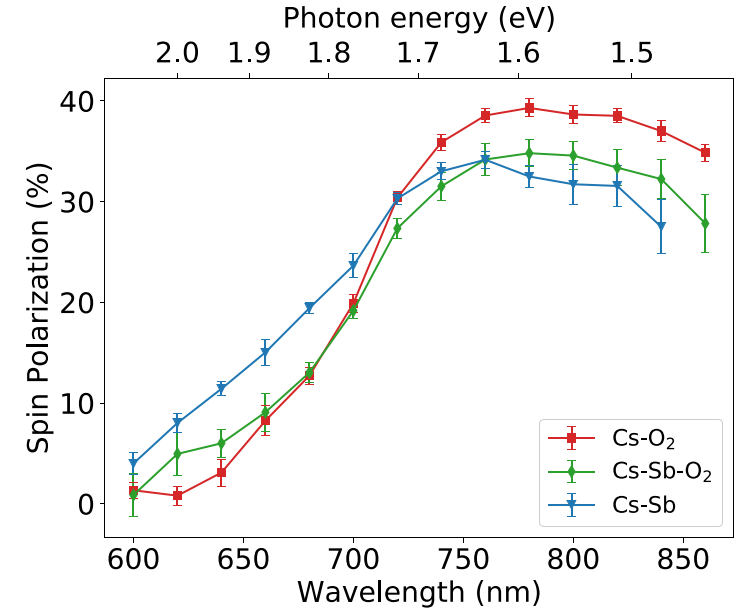 Photon energy (eV)
2.0 1.9 1.8 1.7 1.6 1.5
Spin Polarization (%)
40
30
20
10
0
Cs-O₂
Cs-Sb-O₂
Cs-Sb
600 650 700 750 800 850
Wavelength (nm)